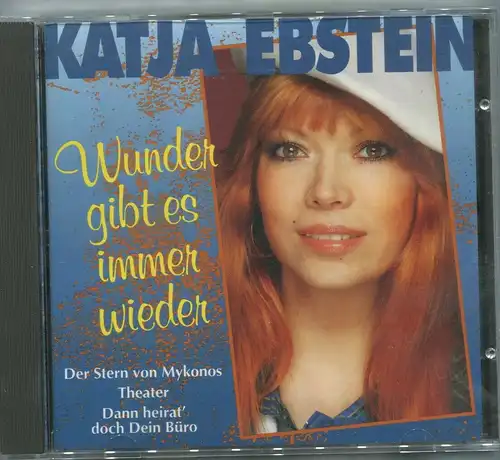 KATJA EBSTEIN
Wunder
gibt es
immer
wieder
Der Stern von Mykonos
Theater
Dann heirat'
doch Dein Büro